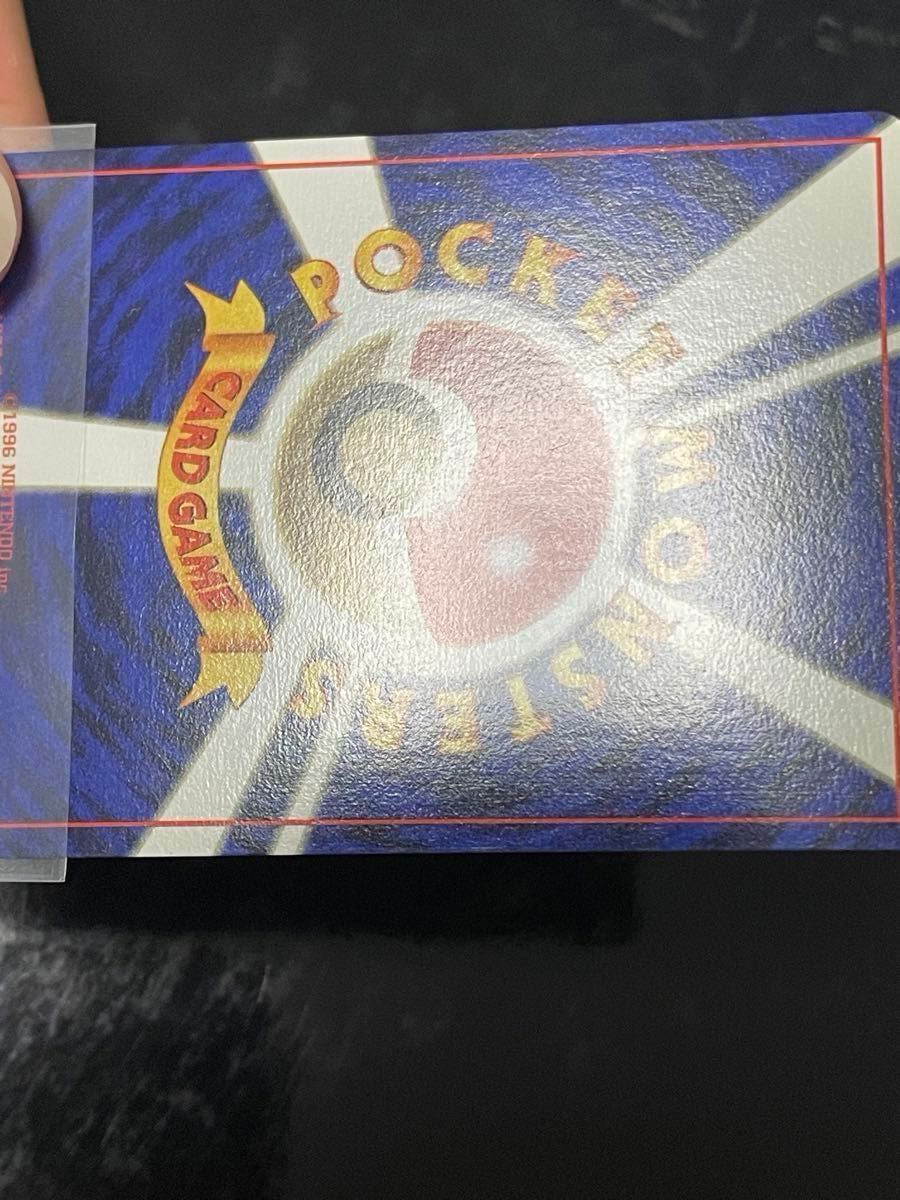 POCKET MONSTERS
CARD GAME
©1996 NINTENDO,